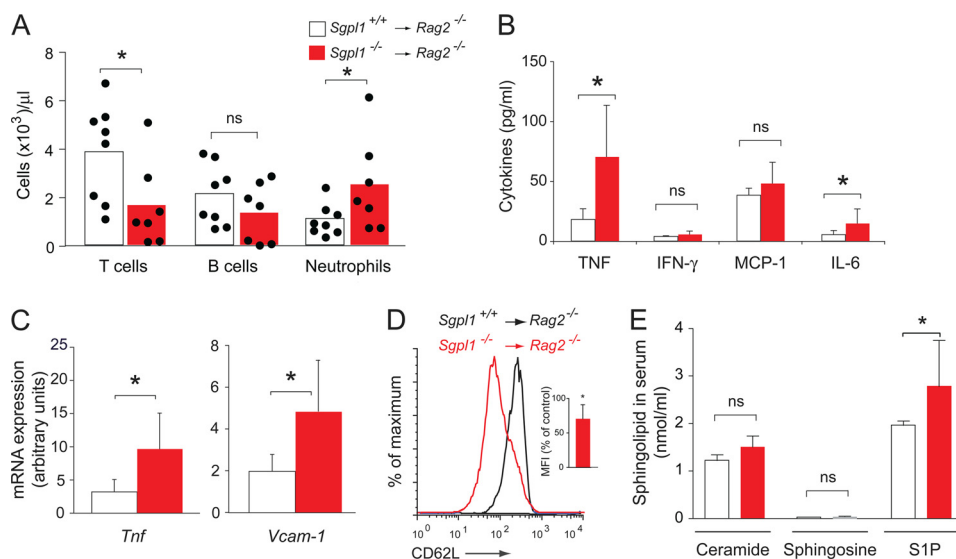 A
Sgpl1 +/+ → Rag2 -/-
Sgpl1 -/- → Rag2 -/-
Cells (x10³)/µl
8
6
4
2
0
*
ns
*
T cells
B cells
Neutrophils
B
Cytokines (pg/ml)
150
100
50
0
*
ns
ns
*
TNF
IFN-γ
MCP-1
IL-6
C
mRNA expression
(arbitrary units)
25
20
15
10
5
0
*
Tnf
8
6
4
2
0
*
Vcam-1
D
Sgpl1 +/+ → Rag2 -/-
Sgpl1 -/- → Rag2 -/-
% of maximum
MFI (% of control)
100
50
0
*
10⁰ 10¹ 10² 10³ 10⁴
CD62L
E
Sphingolipid in serum
(nmol/ml)
4
3
2
1
0
ns
ns
*
Ceramide
Sphingosine
S1P